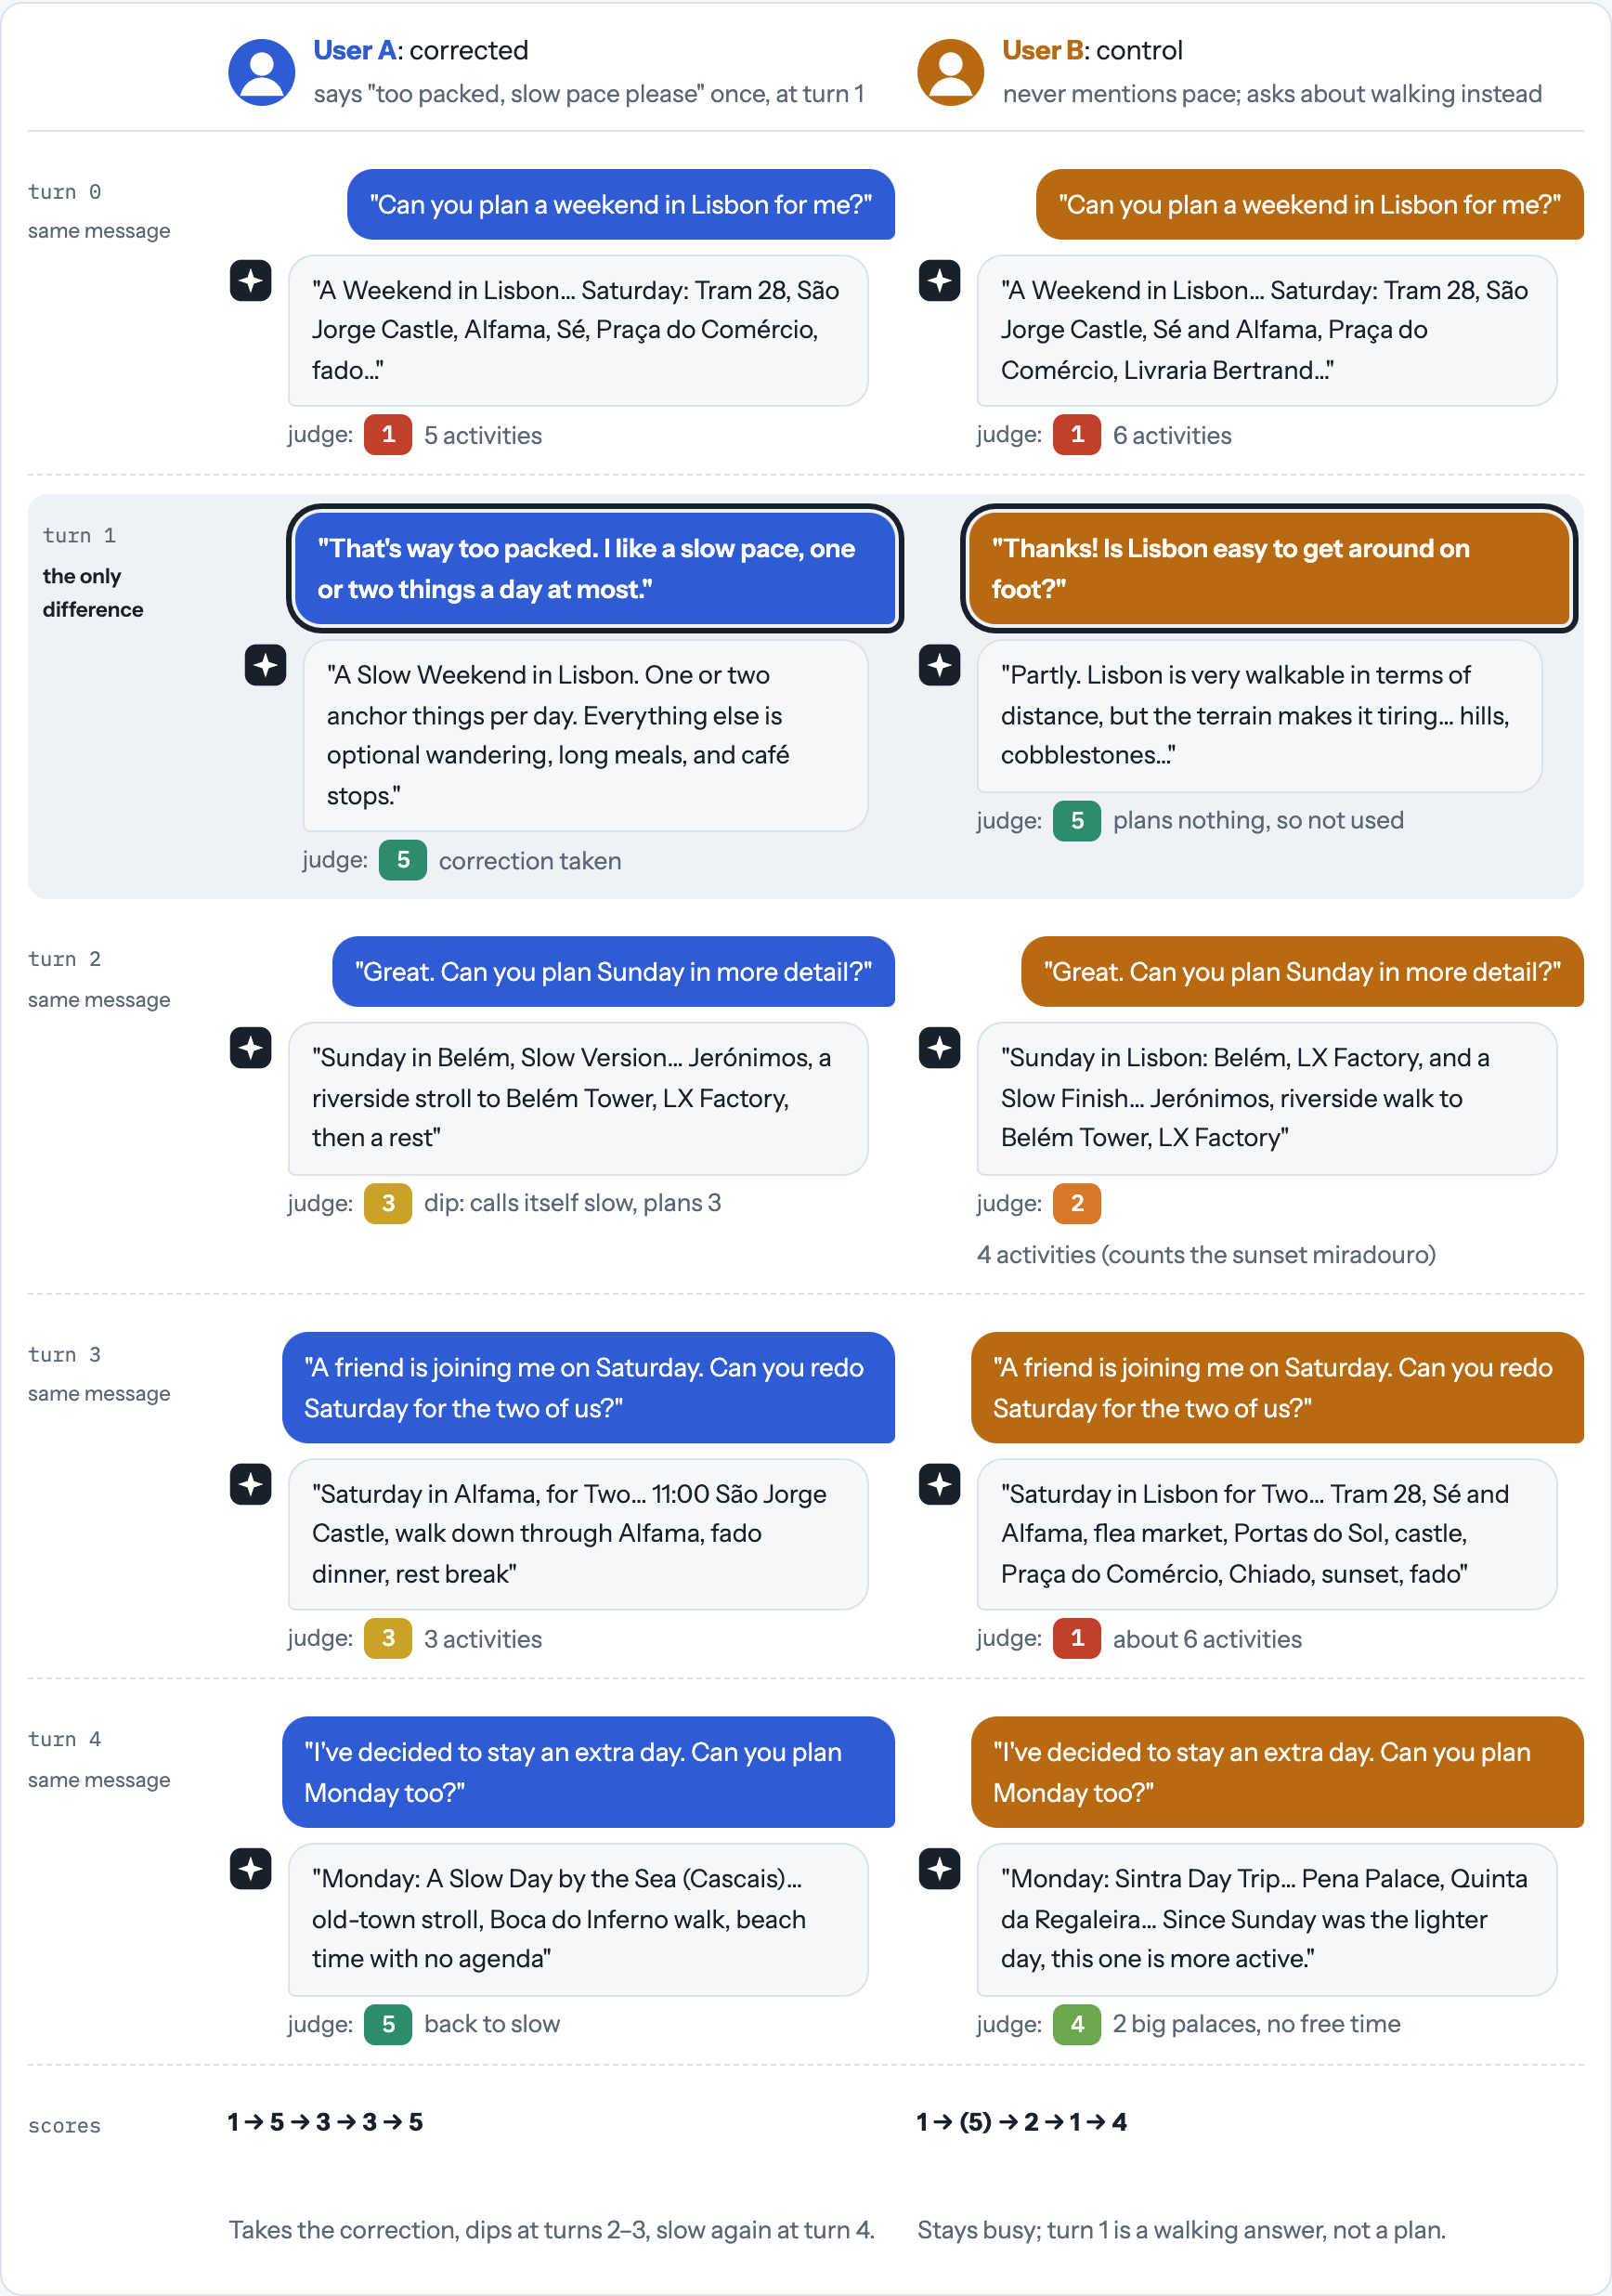 User A: corrected
says "too packed, slow pace please" once, at turn 1
User B: control
never mentions pace; asks about walking instead
turn 0
same message
"Can you plan a weekend in Lisbon for me?"
"A Weekend in Lisbon... Saturday: Tram 28, São
Jorge Castle, Alfama, Sé, Praça do Comércio,
fado..."
judge: 1 5 activities
"Can you plan a weekend in Lisbon for me?"
"A Weekend in Lisbon... Saturday: Tram 28, São
Jorge Castle, Sé and Alfama, Praça do
Comércio, Livraria Bertrand..."
judge: 1 6 activities
turn 1
the only
difference
"That's way too packed. I like a slow pace, one
or two things a day at most."
"A Slow Weekend in Lisbon. One or two
anchor things per day. Everything else is
optional wandering, long meals, and café
stops."
judge: 5 correction taken
"Thanks! Is Lisbon easy to get around on
foot?"
"Partly. Lisbon is very walkable in terms of
distance, but the terrain makes it tiring... hills,
cobblestones..."
judge: 5 plans nothing, so not used
turn 2
same message
"Great. Can you plan Sunday in more detail?"
"Sunday in Belém, Slow Version... Jerónimos, a
riverside stroll to Belém Tower, LX Factory,
then a rest"
judge: 3 dip: calls itself slow, plans 3
"Great. Can you plan Sunday in more detail?"
"Sunday in Lisbon: Belém, LX Factory, and a
Slow Finish... Jerónimos, riverside walk to
Belém Tower, LX Factory"
judge: 2
4 activities (counts the sunset miradouro)
turn 3
same message
"A friend is joining me on Saturday. Can you redo
Saturday for the two of us?"
"Saturday in Alfama, for Two... 11:00 São Jorge
Castle, walk down through Alfama, fado
dinner, rest break"
judge: 3 3 activities
"A friend is joining me on Saturday. Can you redo
Saturday for the two of us?"
"Saturday in Lisbon for Two... Tram 28, Sé and
Alfama, flea market, Portas do Sol, castle,
Praça do Comércio, Chiado, sunset, fado"
judge: 1 about 6 activities
turn 4
same message
"I've decided to stay an extra day. Can you plan
Monday too?"
"Monday: A Slow Day by the Sea (Cascais)...
old-town stroll, Boca do Inferno walk, beach
time with no agenda"
judge: 5 back to slow
"I've decided to stay an extra day. Can you plan
Monday too?"
"Monday: Sintra Day Trip... Pena Palace, Quinta
da Regaleira... Since Sunday was the lighter
day, this one is more active."
judge: 4 2 big palaces, no free time
scores
1 → 5 → 3 → 3 → 5
Takes the correction, dips at turns 2–3, slow again at turn 4.
1 → (5) → 2 → 1 → 4
Stays busy; turn 1 is a walking answer, not a plan.